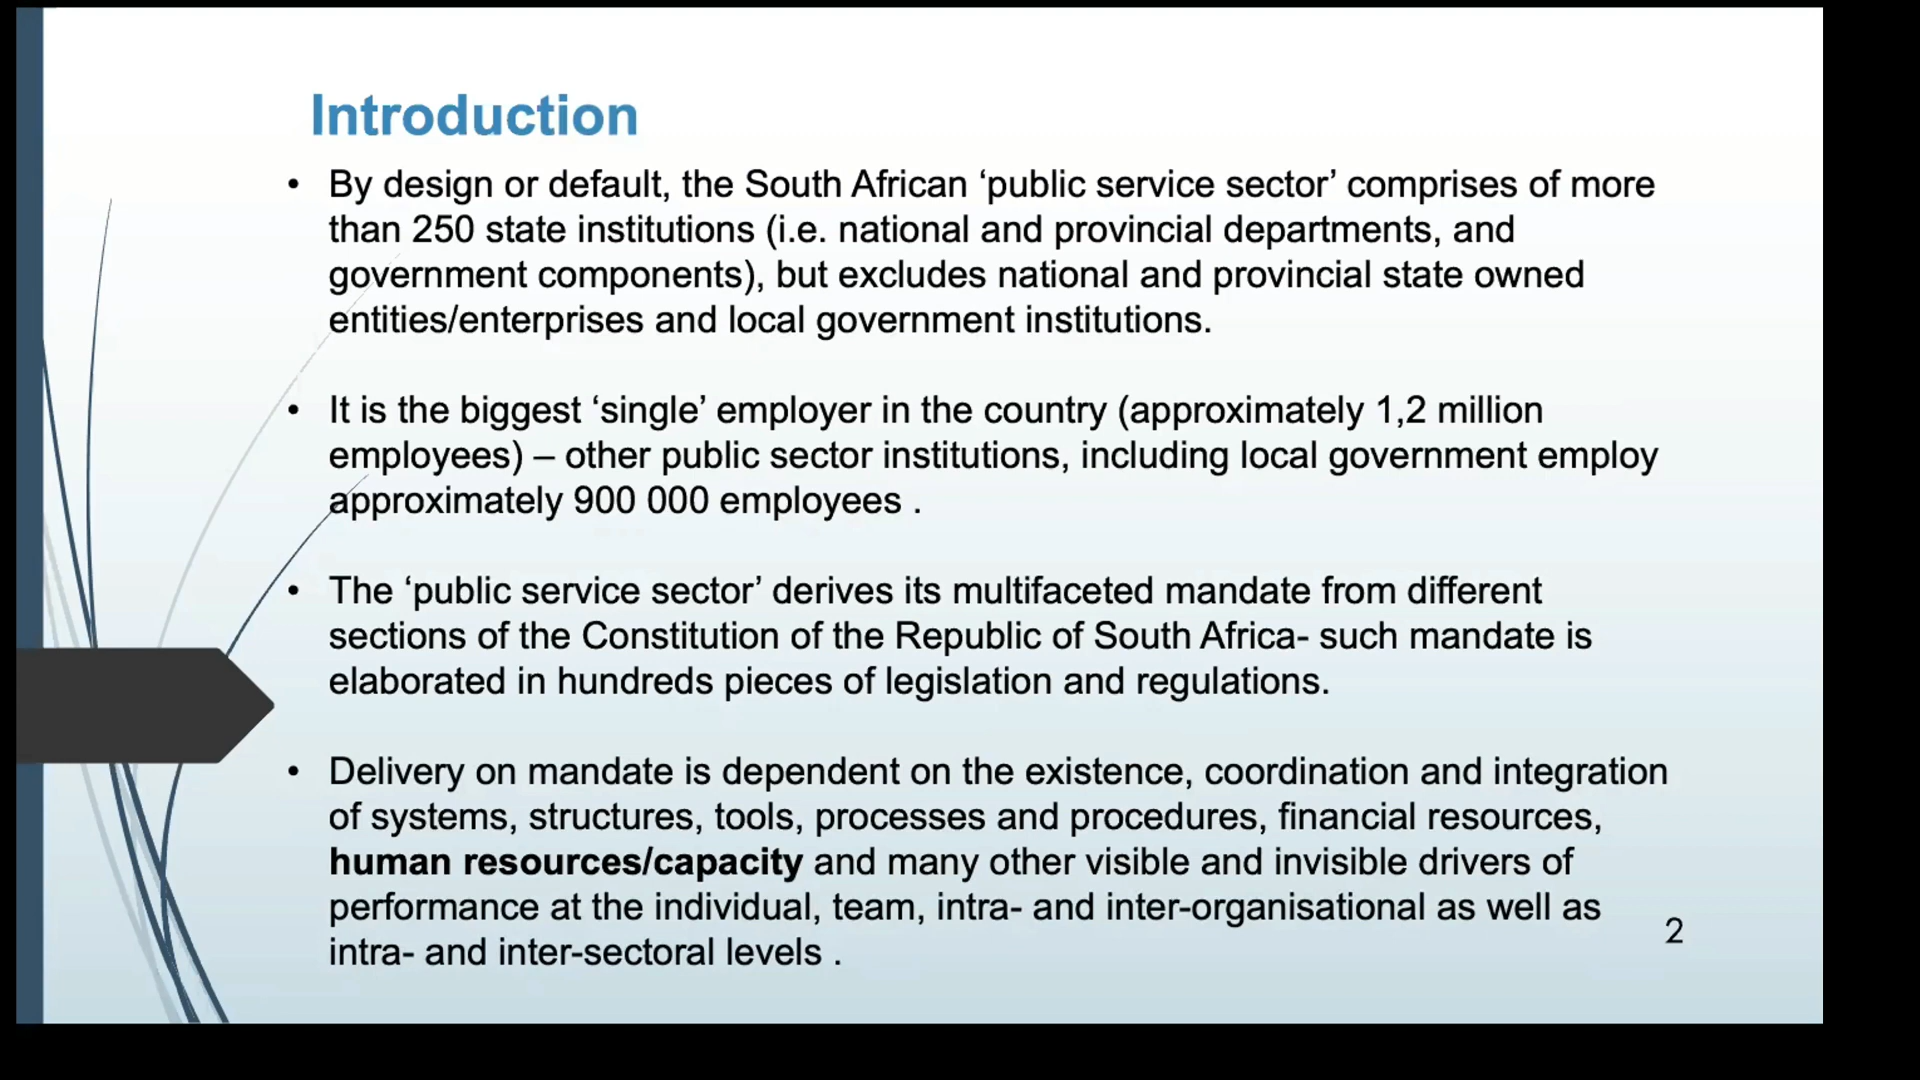 Introduction
• By design or default, the South African ‘public service sector’ comprises of more
than 250 state institutions (i.e. national and provincial departments, and
government components), but excludes national and provincial state owned
entities/enterprises and local government institutions.
• It is the biggest ‘single’ employer in the country (approximately 1,2 million
employees) – other public sector institutions, including local government employ
approximately 900 000 employees .
• The ‘public service sector’ derives its multifaceted mandate from different
sections of the Constitution of the Republic of South Africa- such mandate is
elaborated in hundreds pieces of legislation and regulations.
• Delivery on mandate is dependent on the existence, coordination and integration
of systems, structures, tools, processes and procedures, financial resources,
human resources/capacity and many other visible and invisible drivers of
performance at the individual, team, intra- and inter-organisational as well as
intra- and inter-sectoral levels .
2